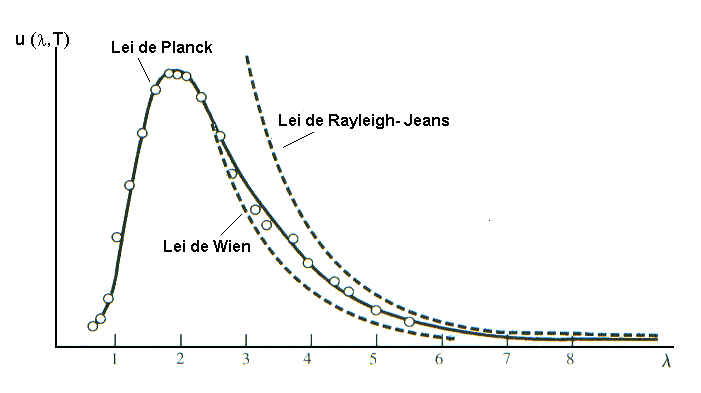 u (λ,T)
Lei de Planck
Lei de Rayleigh- Jeans
Lei de Wien
1 2 3 4 5 6 7 8 λ